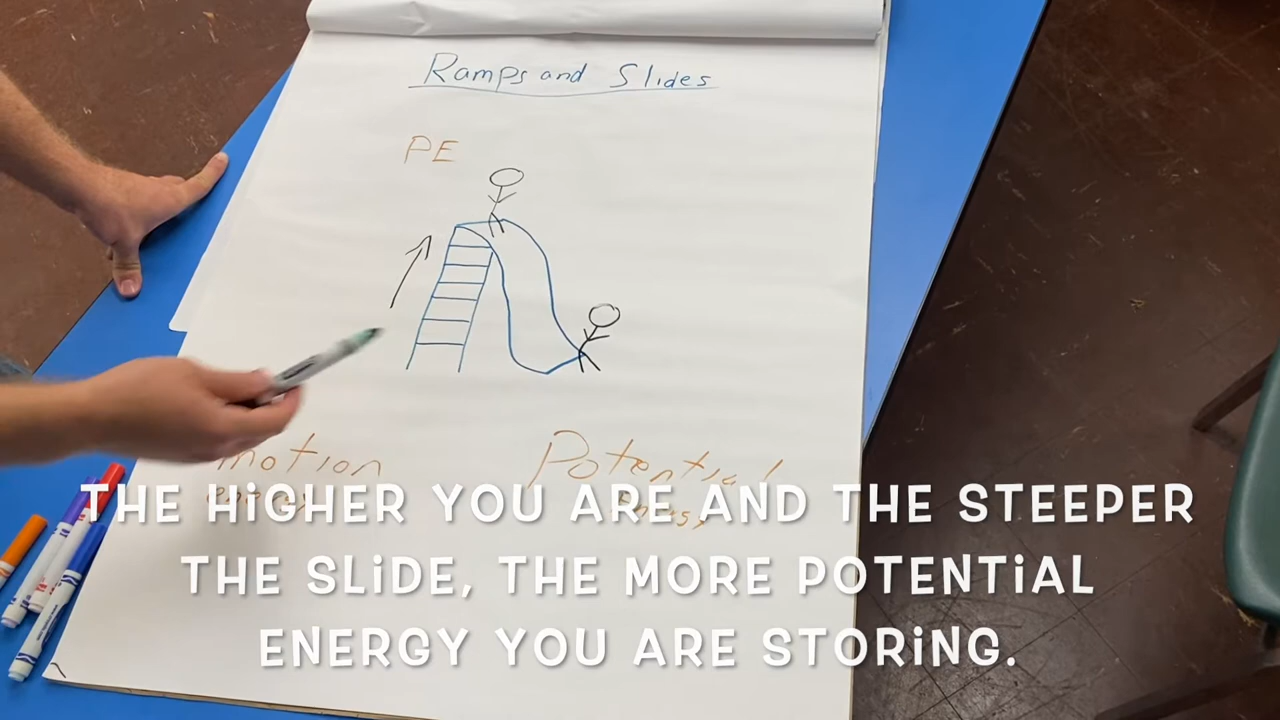 Ramps and Slides
PE
motion Potential
energy
THE HiGHER YOU ARE AND THE STEEPER
THE SLiDE, THE MORE POTENTiAL
ENERGY YOU ARE STORiNG.